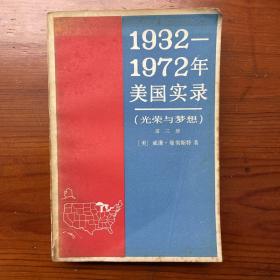 1932—
1972年
美国实录
(光荣与梦想)
第二册
〔美〕威廉·曼彻斯特 著